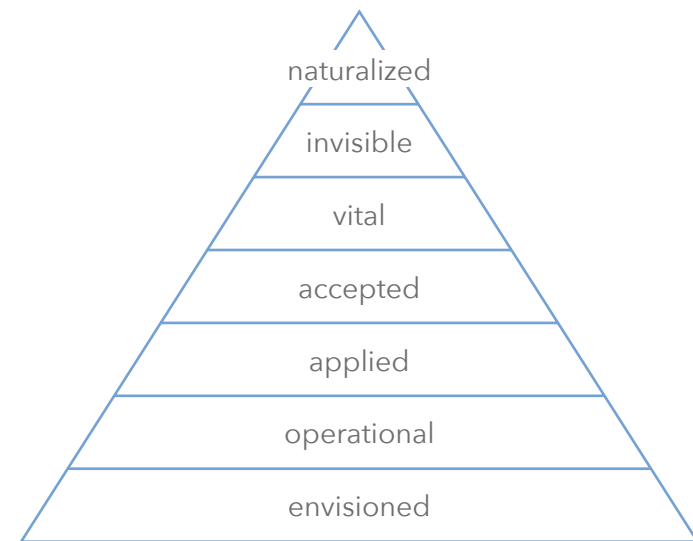 naturalized
invisible
vital
accepted
applied
operational
envisioned